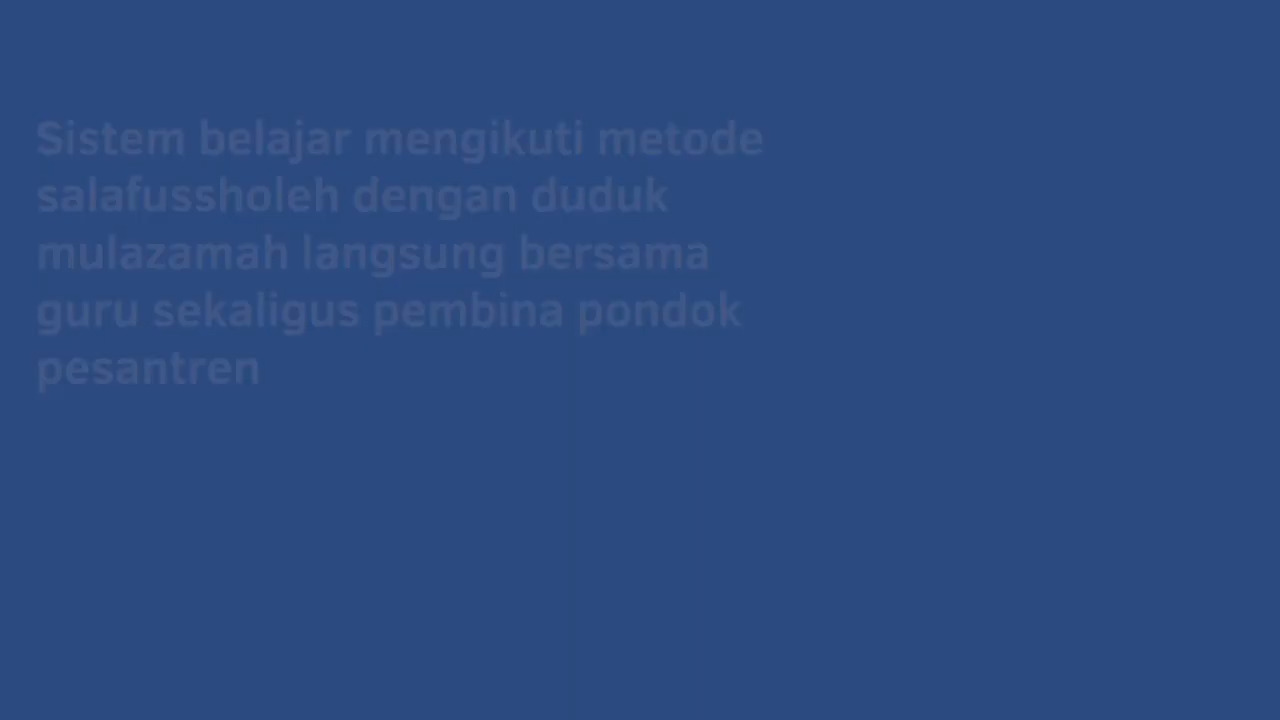 Sistem belajar mengikuti metode
salafussholeh dengan duduk
mulazamah langsung bersama
guru sekaligus pembina pondok
pesantren